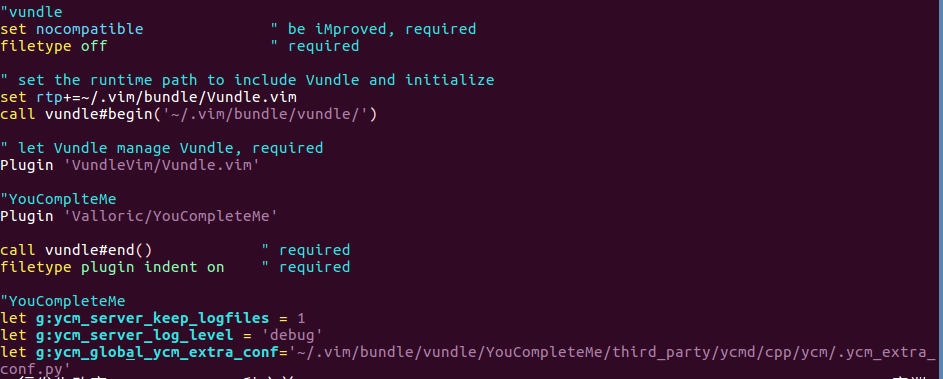 "vundle
set nocompatible              " be iMproved, required
filetype off                  " required
" set the runtime path to include Vundle and initialize
set rtp+=~/.vim/bundle/Vundle.vim
call vundle#begin('~/.vim/bundle/vundle/')
" let Vundle manage Vundle, required
Plugin 'VundleVim/Vundle.vim'
"YouComplteMe
Plugin 'Valloric/YouCompleteMe'
call vundle#end()            " required
filetype plugin indent on    " required
"YouCompleteMe
let g:ycm_server_keep_logfiles = 1
let g:ycm_server_log_level = 'debug'
let g:ycm_global_ycm_extra_conf='~/.vim/bundle/vundle/YouCompleteMe/third_party/ycmd/cpp/ycm/.ycm_extra_
conf.py'